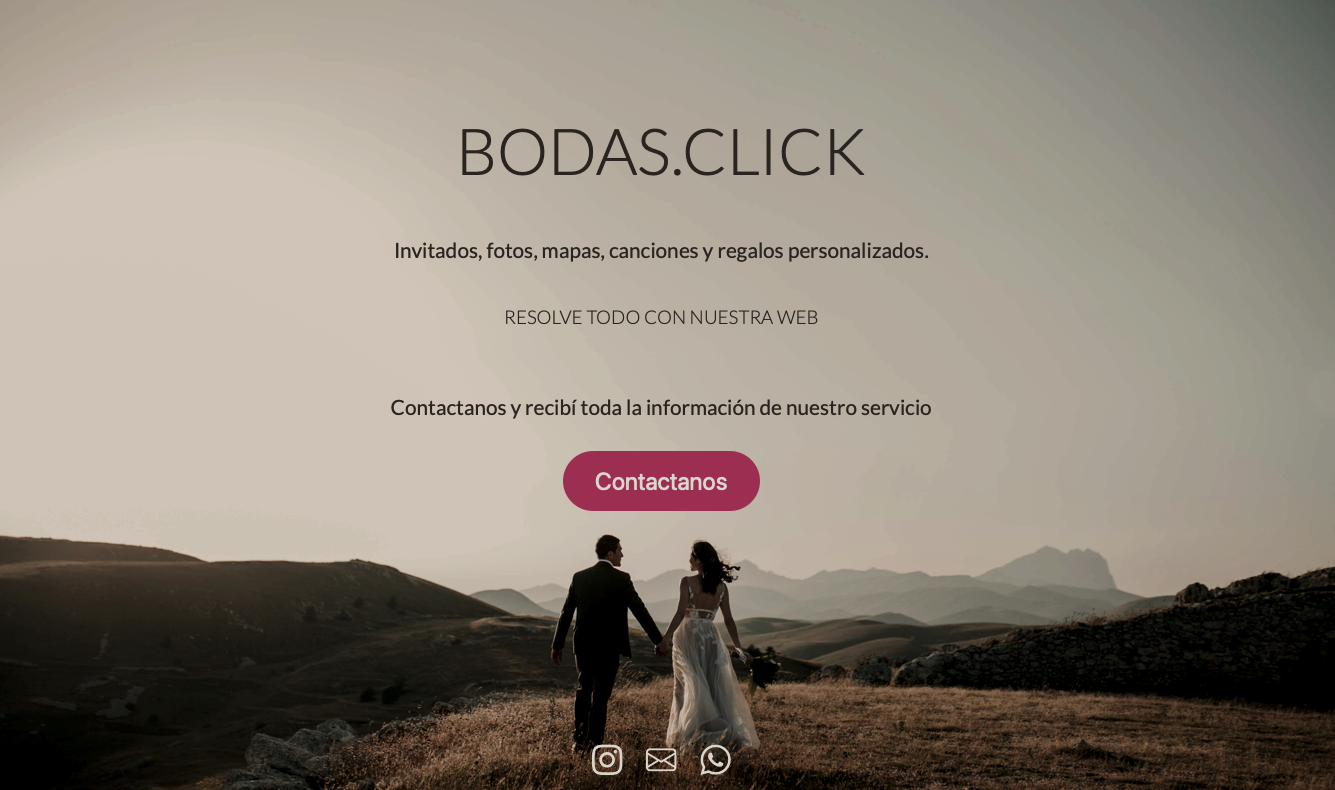 BODAS.CLICK
Invitados, fotos, mapas, canciones y regalos personalizados.
RESOLVE TODO CON NUESTRA WEB
Contactanos y recibí toda la información de nuestro servicio
Contactanos